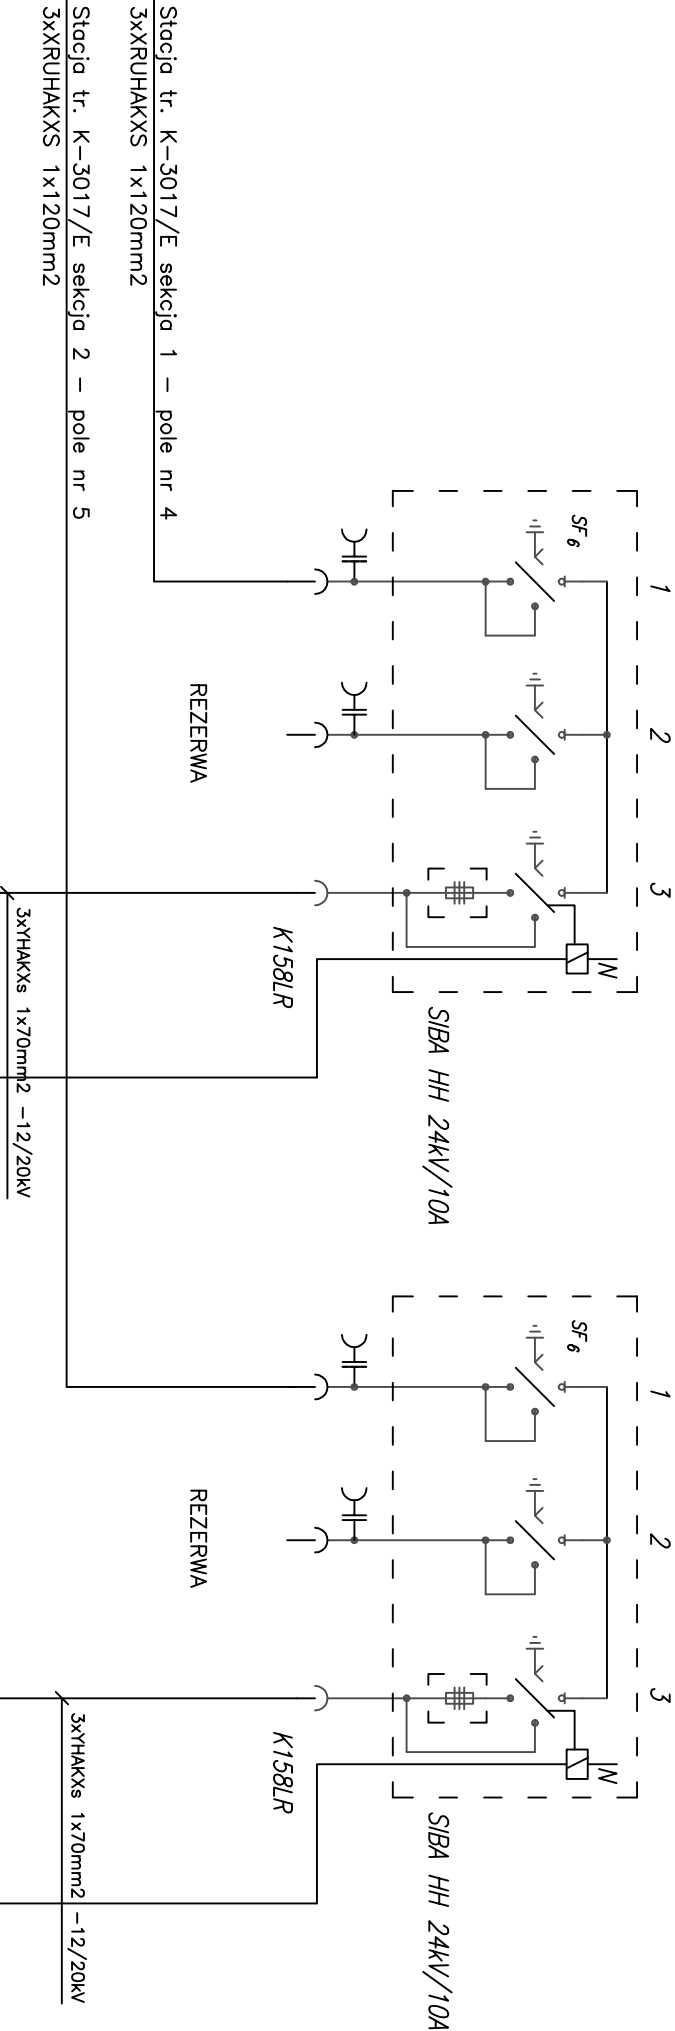 1
2
3
SF6
N
SIBA HH 24kV/10A
REZERWA
K158LR
Stacja tr. K-3017/E sekcja 1 - pole nr 4
3xXRUHAKXS 1x120mm2
Stacja tr. K-3017/E sekcja 2 - pole nr 5
3xXRUHAKXS 1x120mm2
3xYHAKXs 1x70mm2 -12/20kV
1
2
3
SF6
N
SIBA HH 24kV/10A
REZERWA
K158LR
3xYHAKXs 1x70mm2 -12/20kV